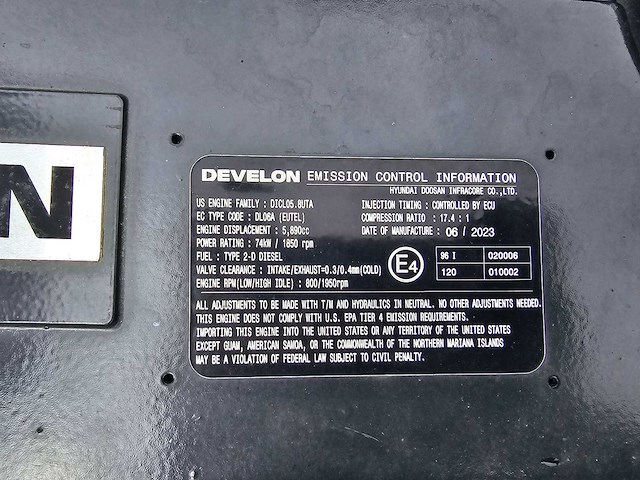 N
DEVELON EMISSION CONTROL INFORMATION
HYUNDAI DOOSAN INFRACORE CO.,LTD.
US ENGINE FAMILY : DICL05.8UTA
EC TYPE CODE : DL06A (EUTEL)
ENGINE DISPLACEMENT : 5,890cc
POWER RATING : 74kW / 1850 rpm
FUEL : TYPE 2-D DIESEL
VALVE CLEARANCE : INTAKE/EXHAUST=0.3/0.4mm(COLD)
ENGINE RPM(LOW/HIGH IDLE) : 800/1950rpm
INJECTION TIMING : CONTROLLED BY ECU
COMPRESSION RATIO : 17.4 : 1
DATE OF MANUFACTURE : 06 / 2023
E4
96 I 020006
120 010002
ALL ADJUSTMENTS TO BE MADE WITH T/M AND HYDRAULICS IN NEUTRAL. NO OTHER ADJUSTMENTS NEEDED.
THIS ENGINE DOES NOT COMPLY WITH U.S. EPA TIER 4 EMISSION REQUIREMENTS.
IMPORTING THIS ENGINE INTO THE UNITED STATES OR ANY TERRITORY OF THE UNITED STATES
EXCEPT GUAM, AMERICAN SAMOA, OR THE COMMONWEALTH OF THE NORTHERN MARIANA ISLANDS
MAY BE A VIOLATION OF FEDERAL LAW SUBJECT TO CIVIL PENALTY.